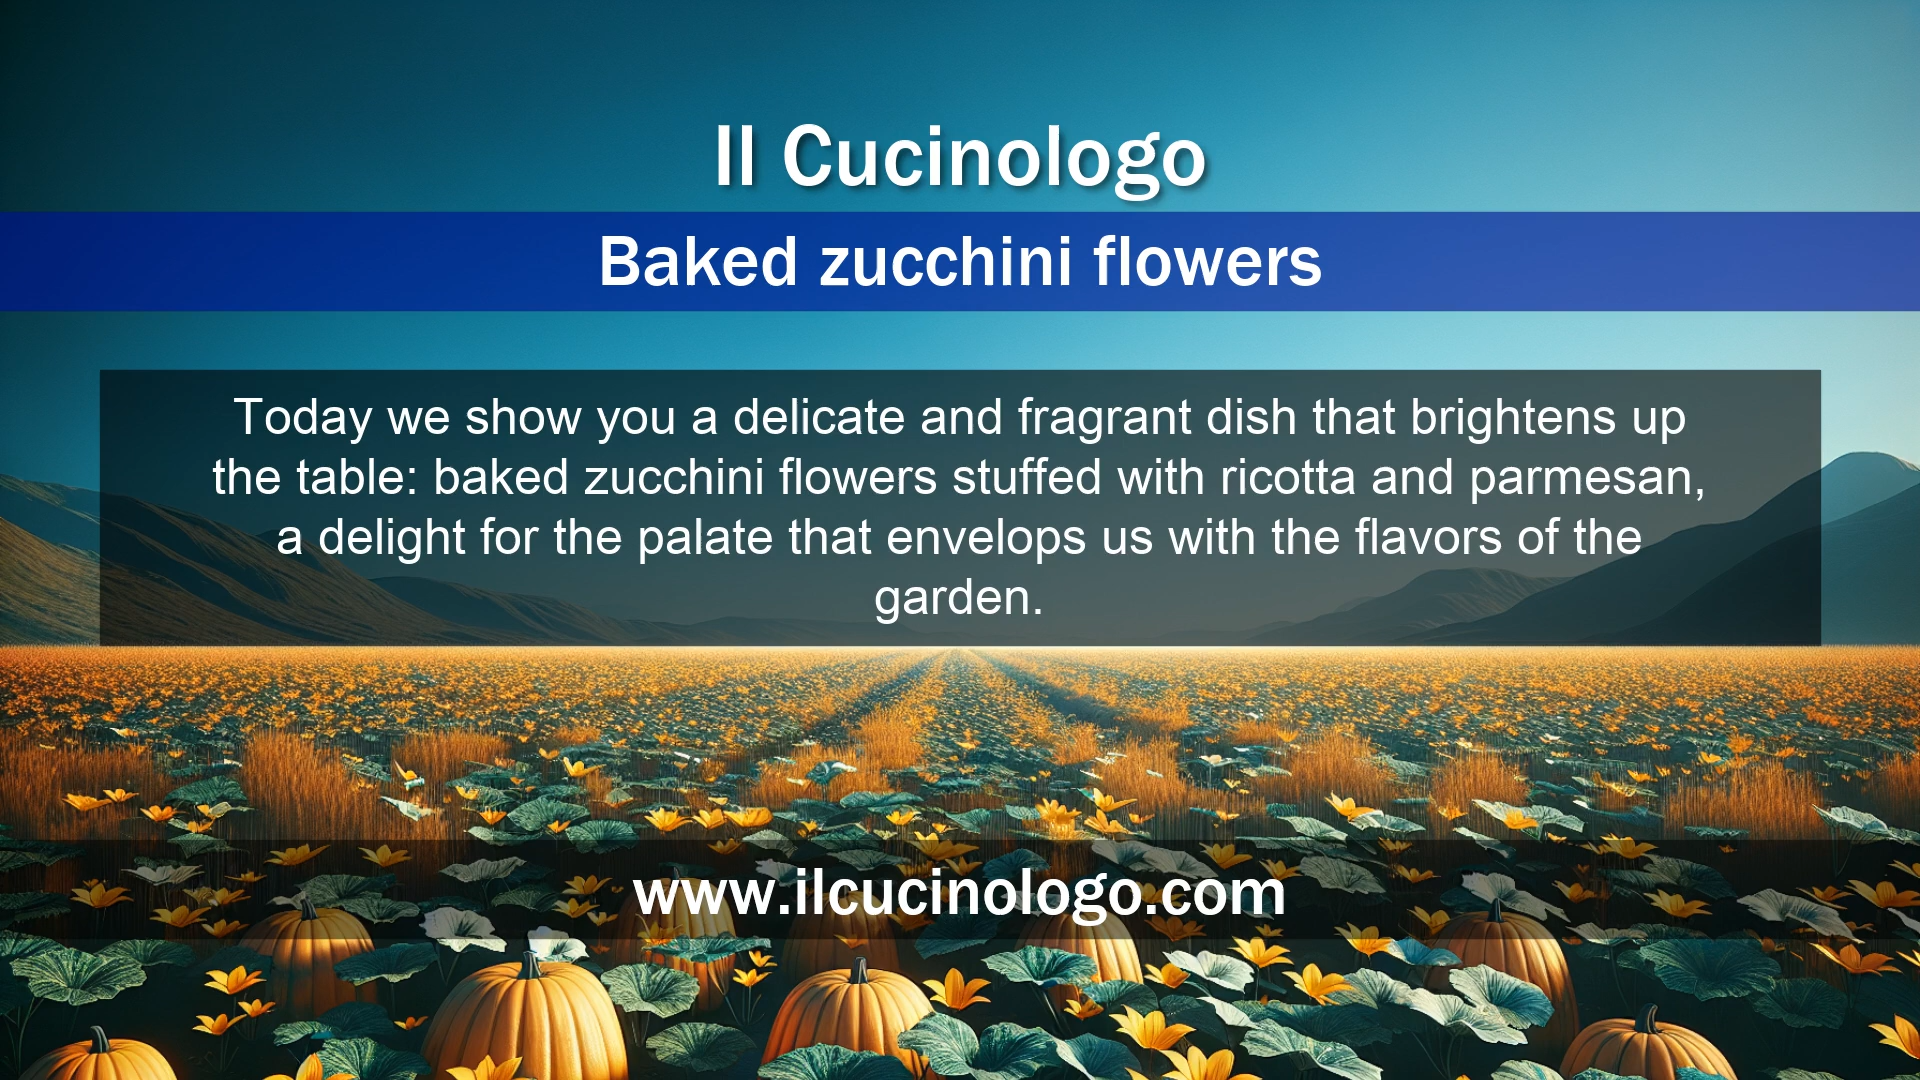 Il Cucinologo
Baked zucchini flowers
Today we show you a delicate and fragrant dish that brightens up
the table: baked zucchini flowers stuffed with ricotta and parmesan,
a delight for the palate that envelops us with the flavors of the
garden.
www.ilcucinologo.com